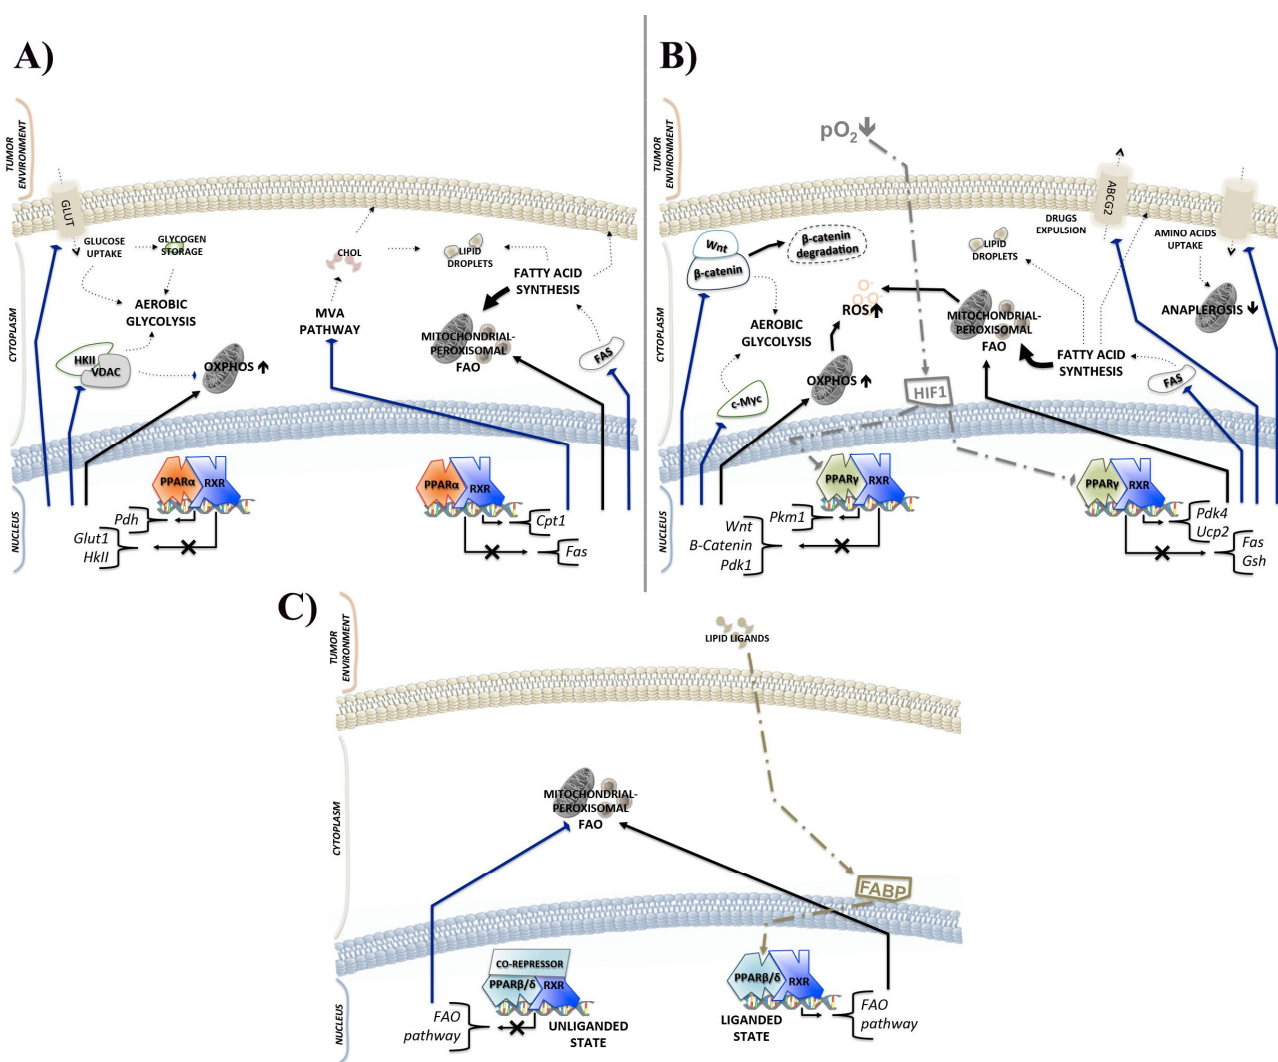 A)
TUMOR
ENVIRONMENT
CYTOPLASM
NUCLEUS
GLUT
GLUCOSE
UPTAKE
GLYCOGEN
STORAGE
AEROBIC
GLYCOLYSIS
HKII
VDAC
OXPHOS
CHOL
MVA
PATHWAY
LIPID
DROPLETS
FATTY ACID
SYNTHESIS
MITOCHONDRIAL-
PEROXISOMAL
FAO
FAS
PPARα
RXR
Pdh
Glut1
HkII
PPARα
RXR
Cpt1
Fas
B)
TUMOR
ENVIRONMENT
CYTOPLASM
NUCLEUS
pO2
ABCG2
DRUGS
EXPULSION
AMINO ACIDS
UPTAKE
ANAPLEROSIS
Wnt
β-catenin
β-catenin
degradation
LIPID
DROPLETS
O-
O-O-
ROS
AEROBIC
GLYCOLYSIS
MITOCHONDRIAL-
PEROXISOMAL
FAO
FATTY ACID
SYNTHESIS
FAS
OXPHOS
c-Myc
HIF1
PPARγ
RXR
Pkm1
Wnt
B-Catenin
Pdk1
PPARγ
RXR
Pdk4
Ucp2
Fas
Gsh
C)
TUMOR
ENVIRONMENT
CYTOPLASM
NUCLEUS
LIPID LIGANDS
MITOCHONDRIAL-
PEROXISOMAL
FAO
FABP
CO-REPRESSOR
PPARβ/δ
RXR
FAO
pathway
UNLIGANDED
STATE
PPARβ/δ
RXR
LIGANDED
STATE
FAO
pathway